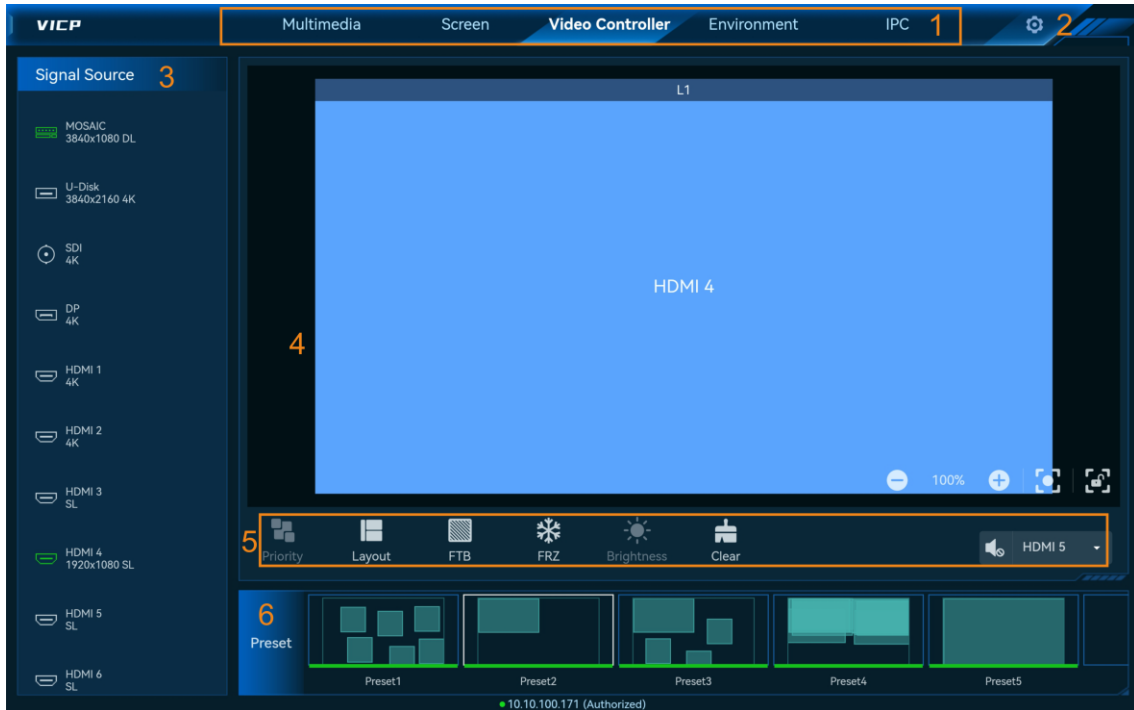 VICP
Multimedia
Screen
Video Controller
Environment
IPC
1
2
Signal Source
3
MOSAIC
3840x1080 DL
U-Disk
3840x2160 4K
SDI
4K
DP
4K
HDMI 1
4K
HDMI 2
4K
HDMI 3
SL
HDMI 4
1920x1080 SL
HDMI 5
SL
HDMI 6
SL
L1
HDMI 4
4
100%
5
Priority
Layout
FTB
FRZ
Brightness
Clear
HDMI 5
6
Preset
Preset1
Preset2
Preset3
Preset4
Preset5
10.10.100.171 (Authorized)